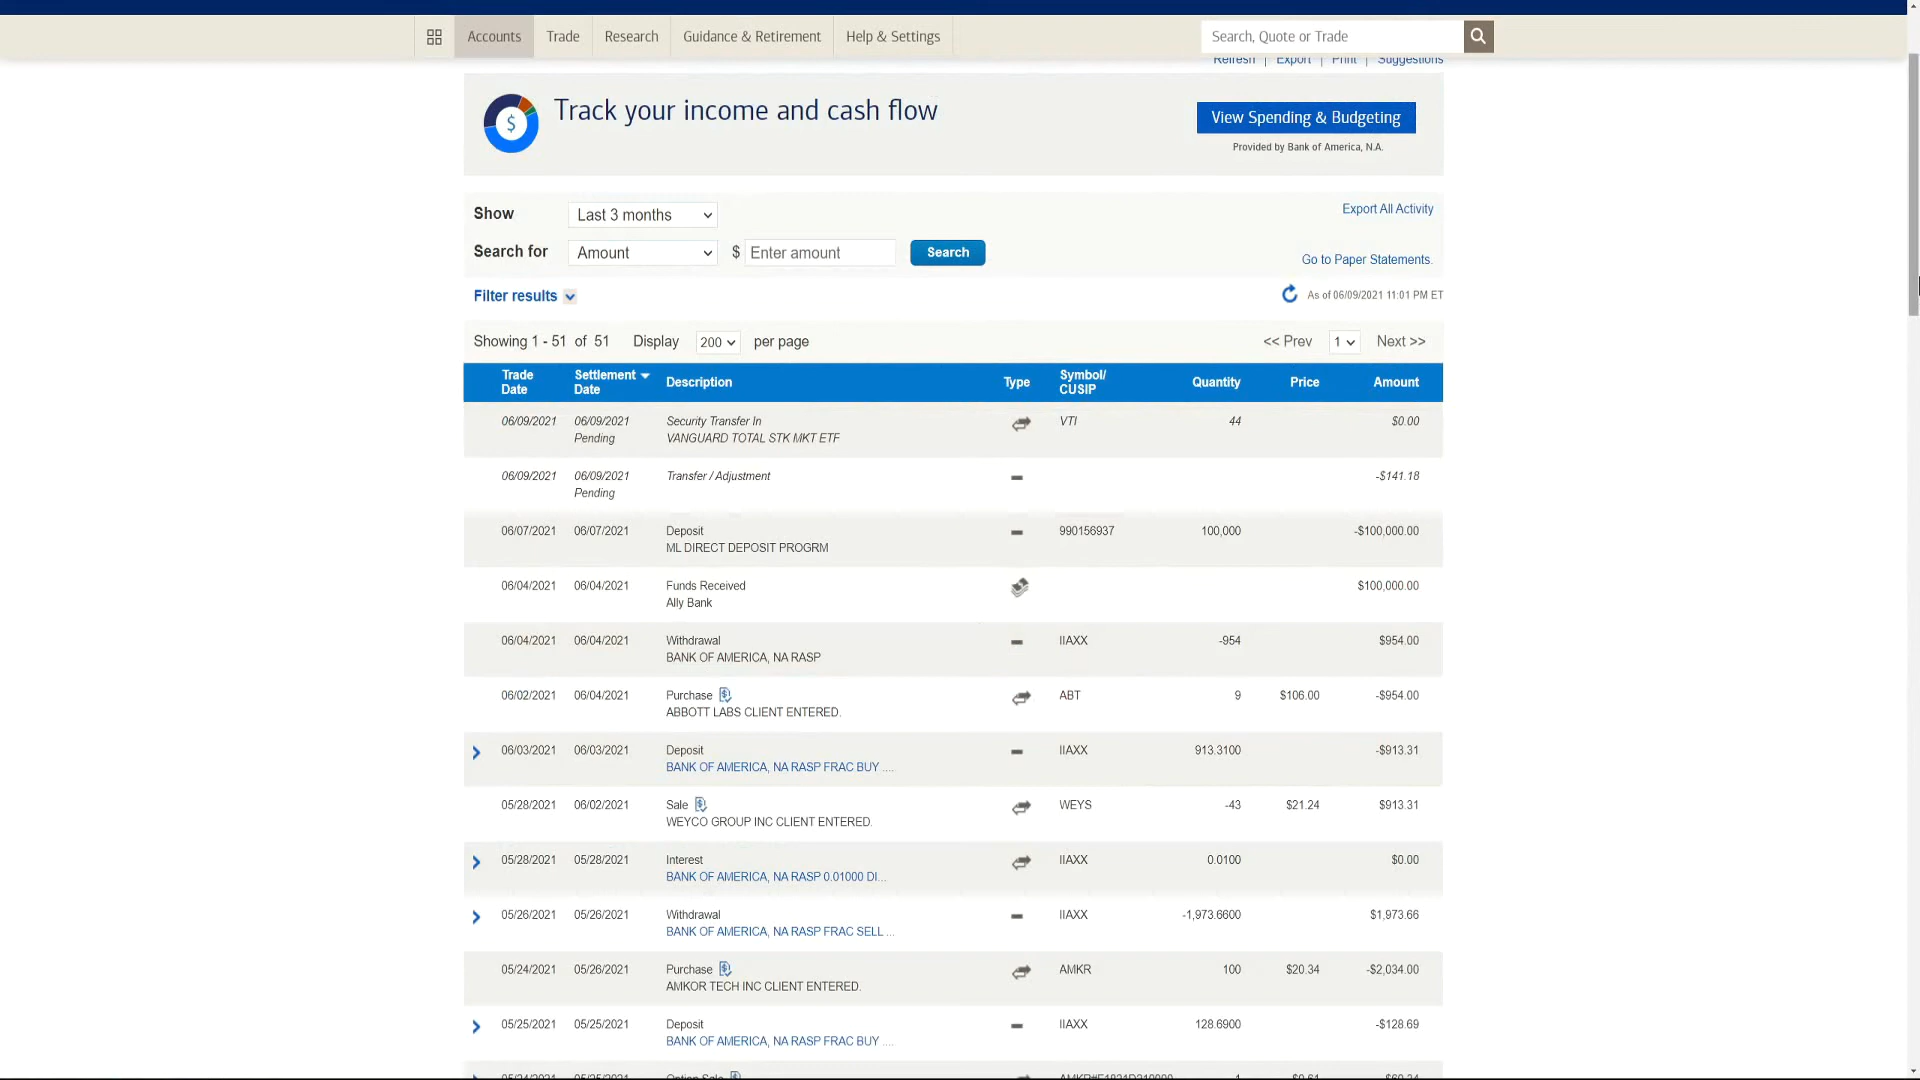 Accounts
Trade
Research
Guidance & Retirement
Help & Settings
Search, Quote or Trade
Refresh | Export | Print | Suggestions
Track your income and cash flow
View Spending & Budgeting
Provided by Bank of America, N.A.
Show Last 3 months
Export All Activity
Search for Amount $ Enter amount Search
Go to Paper Statements.
Filter results
As of 06/09/2021 11:01 PM ET
Showing 1 - 51 of 51 Display 200 per page << Prev 1 Next >>
Trade Date Settlement Date Description Type Symbol/ CUSIP Quantity Price Amount
06/09/2021 06/09/2021 Security Transfer In VTI 44 $0.00
Pending VANGUARD TOTAL STK MKT ETF
06/09/2021 06/09/2021 Transfer / Adjustment -$141.18
Pending
06/07/2021 06/07/2021 Deposit 990156937 100,000 -$100,000.00
ML DIRECT DEPOSIT PROGRM
06/04/2021 06/04/2021 Funds Received $100,000.00
Ally Bank
06/04/2021 06/04/2021 Withdrawal IIAXX -954 $954.00
BANK OF AMERICA, NA RASP
06/02/2021 06/04/2021 Purchase ABT 9 $106.00 -$954.00
ABBOTT LABS CLIENT ENTERED.
06/03/2021 06/03/2021 Deposit IIAXX 913.3100 -$913.31
BANK OF AMERICA, NA RASP FRAC BUY ....
05/28/2021 06/02/2021 Sale WEYS -43 $21.24 $913.31
WEYCO GROUP INC CLIENT ENTERED.
05/28/2021 05/28/2021 Interest IIAXX 0.0100 $0.00
BANK OF AMERICA, NA RASP 0.01000 DI...
05/26/2021 05/26/2021 Withdrawal IIAXX -1,973.6600 $1,973.66
BANK OF AMERICA, NA RASP FRAC SELL ...
05/24/2021 05/26/2021 Purchase AMKR 100 $20.34 -$2,034.00
AMKOR TECH INC CLIENT ENTERED.
05/25/2021 05/25/2021 Deposit IIAXX 128.6900 -$128.69
BANK OF AMERICA, NA RASP FRAC BUY ....
05/24/2021 05/25/2021 Option Sale